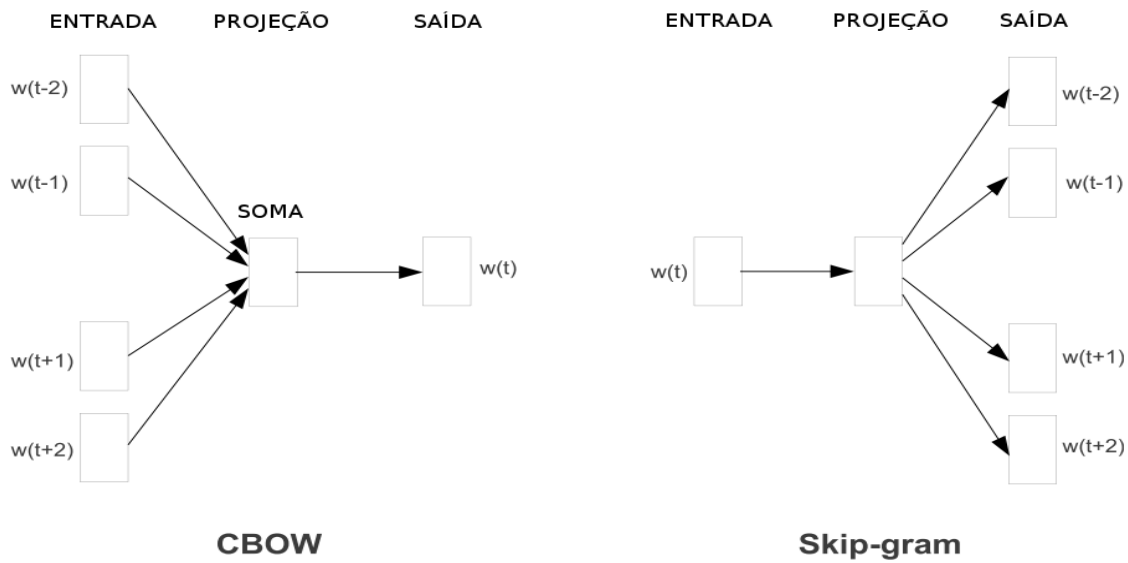 ENTRADA PROJEÇÃO SAÍDA
w(t-2)
w(t-1)
SOMA
w(t)
w(t+1)
w(t+2)
CBOW
ENTRADA PROJEÇÃO SAÍDA
w(t-2)
w(t-1)
w(t)
w(t+1)
w(t+2)
Skip-gram